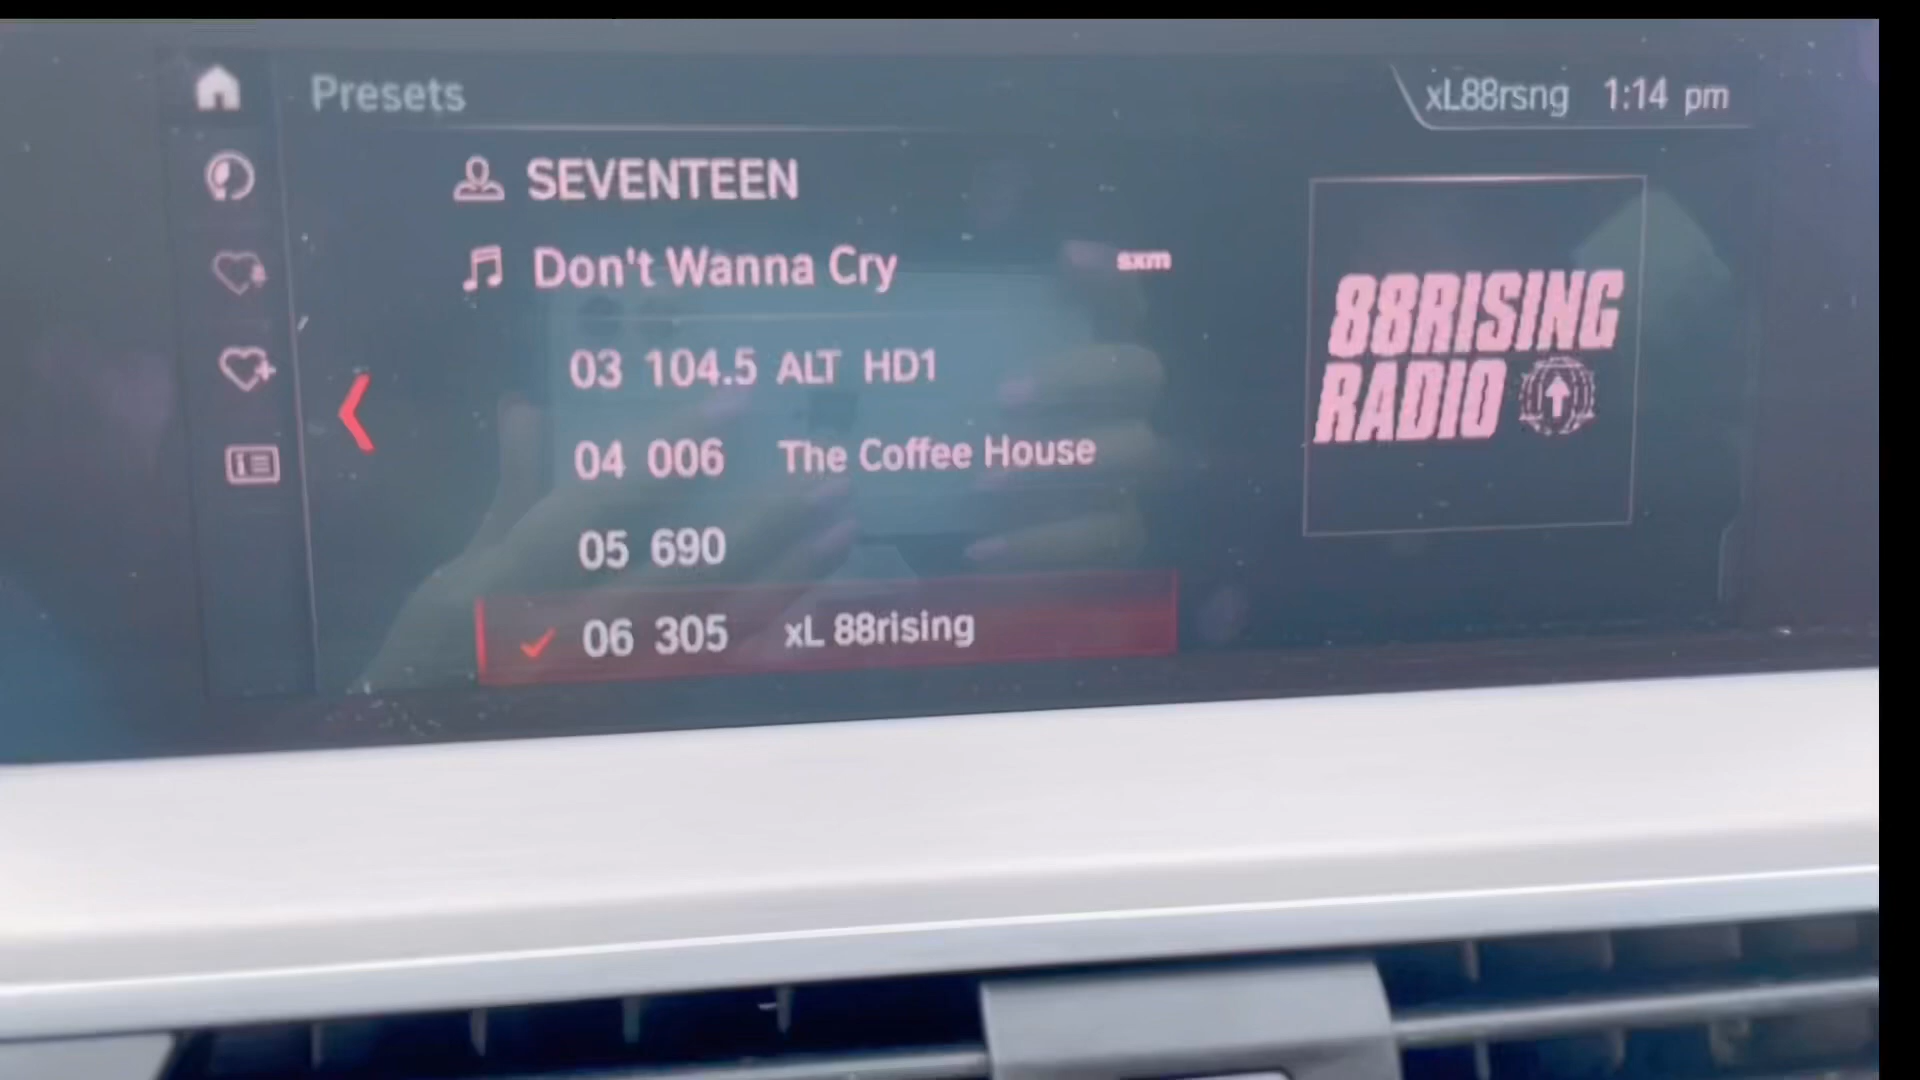 Presets
xL88rsng 1:14 pm
SEVENTEEN
Don't Wanna Cry
sxm
03 104.5 ALT HD1
04 006 The Coffee House
05 690
06 305 xL 88rising
88RISING
RADIO